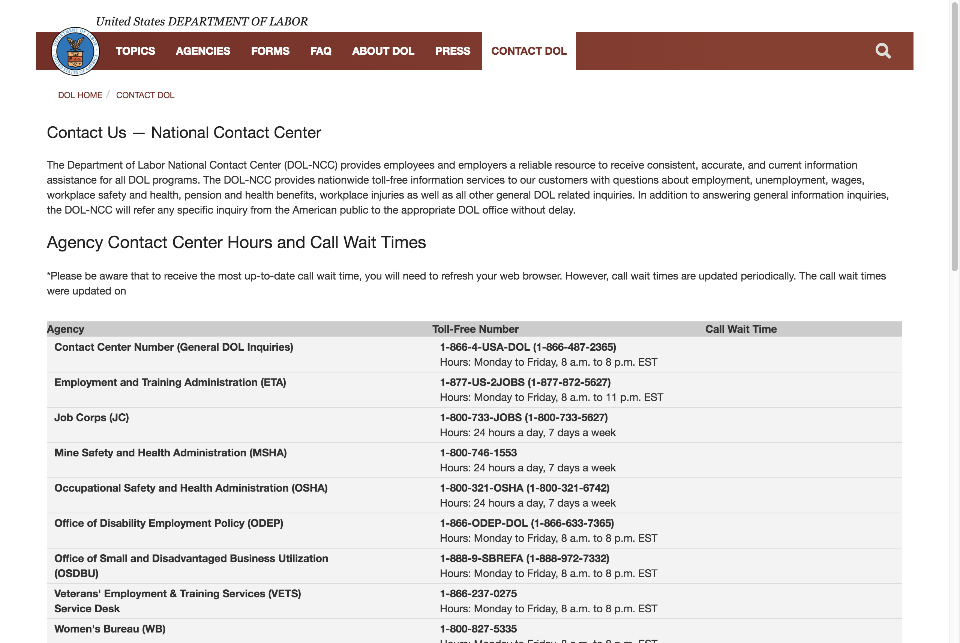 United States DEPARTMENT OF LABOR
TOPICS AGENCIES FORMS FAQ ABOUT DOL PRESS CONTACT DOL
DOL HOME / CONTACT DOL
Contact Us — National Contact Center
The Department of Labor National Contact Center (DOL-NCC) provides employees and employers a reliable resource to receive consistent, accurate, and current information
assistance for all DOL programs. The DOL-NCC provides nationwide toll-free information services to our customers with questions about employment, unemployment, wages,
workplace safety and health, pension and health benefits, workplace injuries as well as all other general DOL related inquiries. In addition to answering general information inquiries,
the DOL-NCC will refer any specific inquiry from the American public to the appropriate DOL office without delay.
Agency Contact Center Hours and Call Wait Times
*Please be aware that to receive the most up-to-date call wait time, you will need to refresh your web browser. However, call wait times are updated periodically. The call wait times
were updated on
Agency Toll-Free Number Call Wait Time
Contact Center Number (General DOL Inquiries) 1-866-4-USA-DOL (1-866-487-2365)
Hours: Monday to Friday, 8 a.m. to 8 p.m. EST
Employment and Training Administration (ETA) 1-877-US-2JOBS (1-877-872-5627)
Hours: Monday to Friday, 8 a.m. to 11 p.m. EST
Job Corps (JC) 1-800-733-JOBS (1-800-733-5627)
Hours: 24 hours a day, 7 days a week
Mine Safety and Health Administration (MSHA) 1-800-746-1553
Hours: 24 hours a day, 7 days a week
Occupational Safety and Health Administration (OSHA) 1-800-321-OSHA (1-800-321-6742)
Hours: 24 hours a day, 7 days a week
Office of Disability Employment Policy (ODEP) 1-866-ODEP-DOL (1-866-633-7365)
Hours: Monday to Friday, 8 a.m. to 8 p.m. EST
Office of Small and Disadvantaged Business Utilization 1-888-9-SBREFA (1-888-972-7332)
(OSDBU) Hours: Monday to Friday, 8 a.m. to 8 p.m. EST
Veterans' Employment & Training Services (VETS) 1-866-237-0275
Service Desk Hours: Monday to Friday, 8 a.m. to 8 p.m. EST
Women's Bureau (WB) 1-800-827-5335